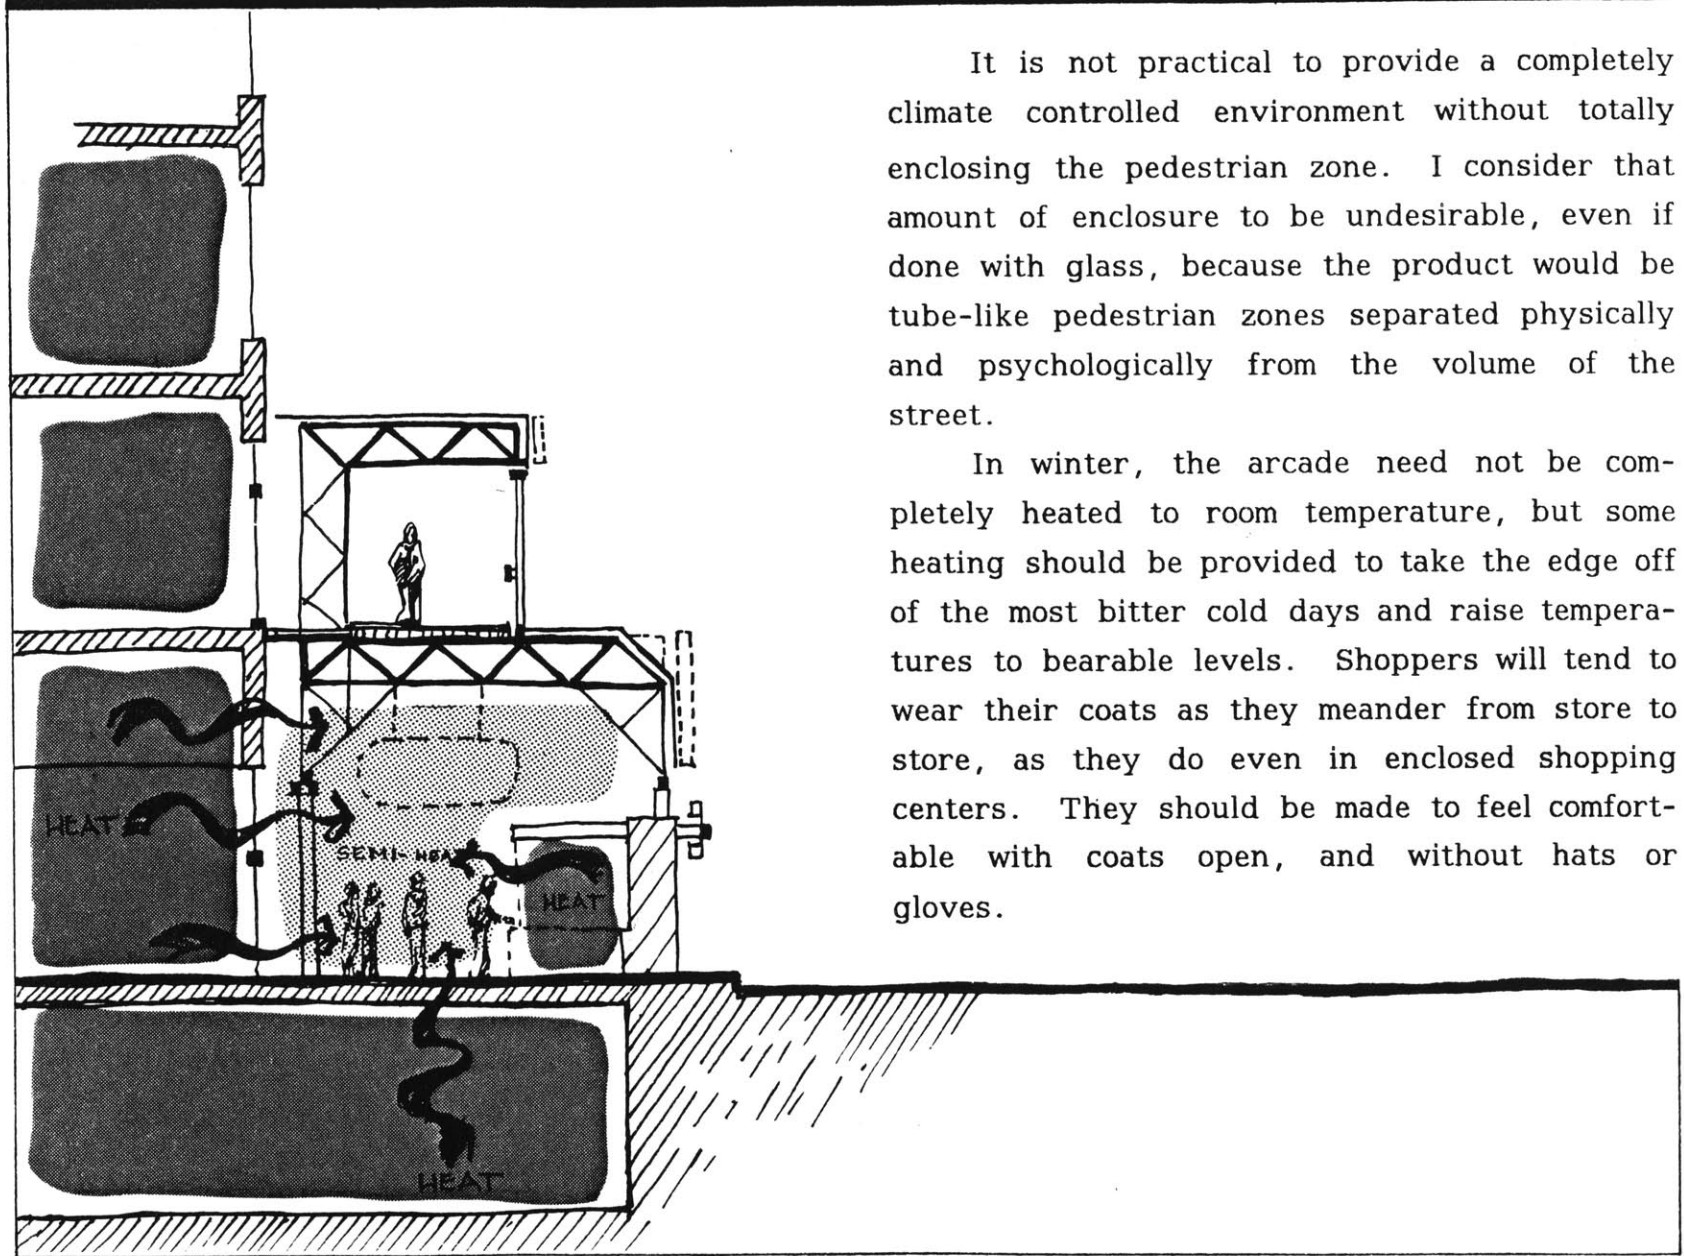 It is not practical to provide a completely
climate controlled environment without totally
enclosing the pedestrian zone. I consider that
amount of enclosure to be undesirable, even if
done with glass, because the product would be
tube-like pedestrian zones separated physically
and psychologically from the volume of the
street.
In winter, the arcade need not be com-
pletely heated to room temperature, but some
heating should be provided to take the edge off
of the most bitter cold days and raise tempera-
tures to bearable levels. Shoppers will tend to
wear their coats as they meander from store to
store, as they do even in enclosed shopping
centers. They should be made to feel comfort-
able with coats open, and without hats or
gloves.
HEAT
SEMI-HEAT
HEAT
HEAT